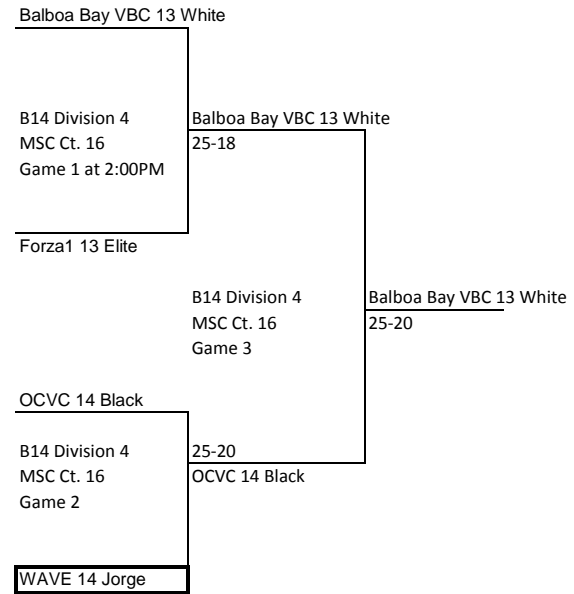 Balboa Bay VBC 13 White
B14 Division 4
MSC Ct. 16
Game 1 at 2:00PM
Balboa Bay VBC 13 White
25-18
Forza1 13 Elite
B14 Division 4
MSC Ct. 16
Game 3
Balboa Bay VBC 13 White
25-20
OCVC 14 Black
B14 Division 4
MSC Ct. 16
Game 2
25-20
OCVC 14 Black
WAVE 14 Jorge